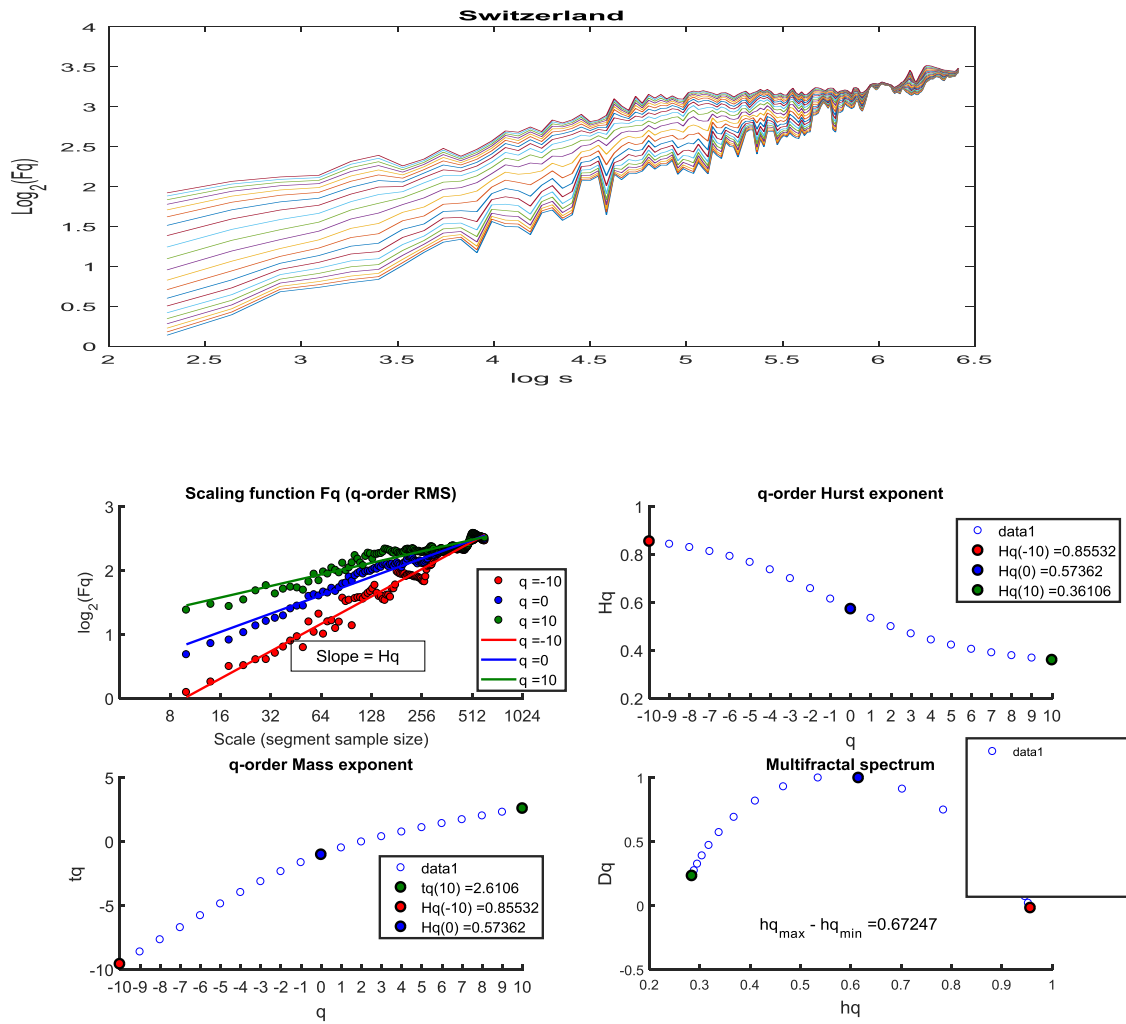 Switzerland
4
3.5
3
2.5
2
1.5
1
0.5
0
Log2(Fq)
2 2.5 3 3.5 4 4.5 5 5.5 6 6.5
log s
Scaling function Fq (q-order RMS)
3
2
1
0
log2(Fq)
q =-10
q =0
q =10
q =-10
q =0
q =10
Slope = Hq
8 16 32 64 128 256 512 1024
Scale (segment sample size)
q-order Hurst exponent
1
0.8
0.6
0.4
0.2
Hq
data1
Hq(-10) =0.85532
Hq(0) =0.57362
Hq(10) =0.36106
-10 -9 -8 -7 -6 -5 -4 -3 -2 -1 0 1 2 3 4 5 6 7 8 9 10
q
q-order Mass exponent
5
0
-5
-10
tq
data1
tq(10) =2.6106
Hq(-10) =0.85532
Hq(0) =0.57362
-10 -9 -8 -7 -6 -5 -4 -3 -2 -1 0 1 2 3 4 5 6 7 8 9 10
q
Multifractal spectrum
1
0.5
0
-0.5
Dq
data1
hqmax - hqmin =0.67247
0.2 0.3 0.4 0.5 0.6 0.7 0.8 0.9 1
hq